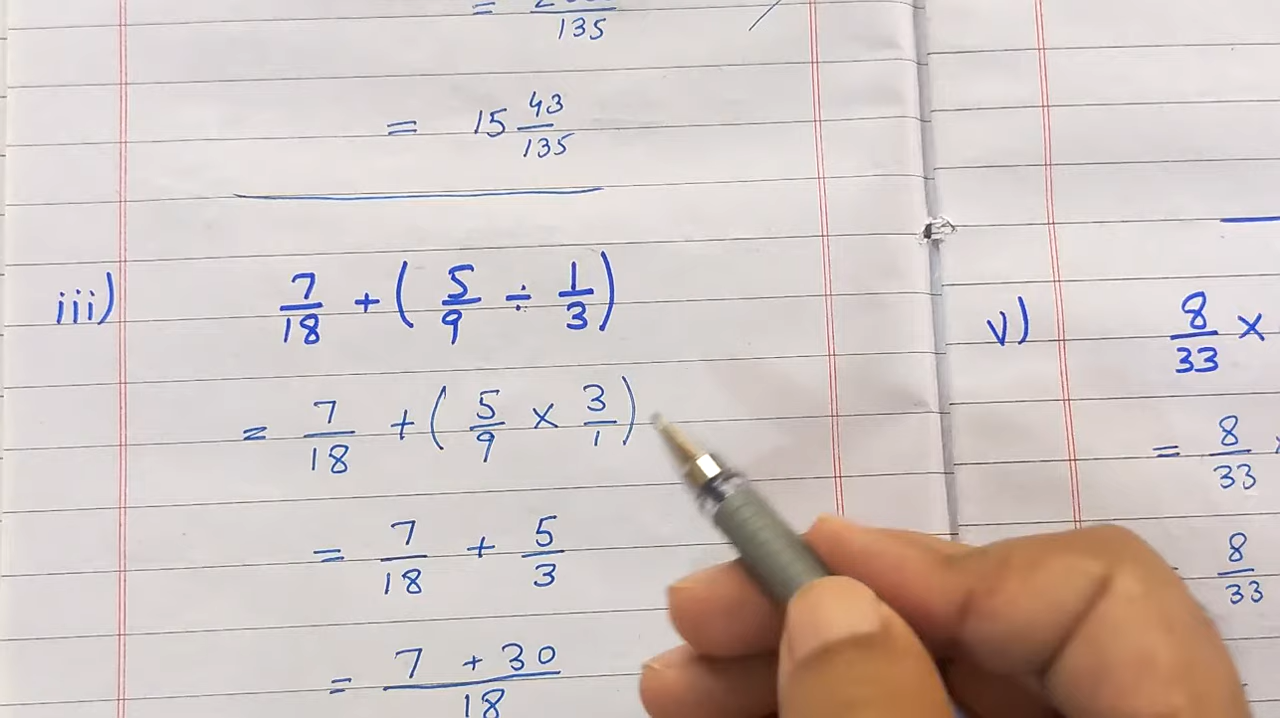 135
= 15 43/135
iii) 7/18 + ( 5/9 ÷ 1/3 )
= 7/18 + ( 5/9 × 3/1 )
= 7/18 + 5/3
= 7 + 30/18
v) 8/33 ×
= 8/33
8/33